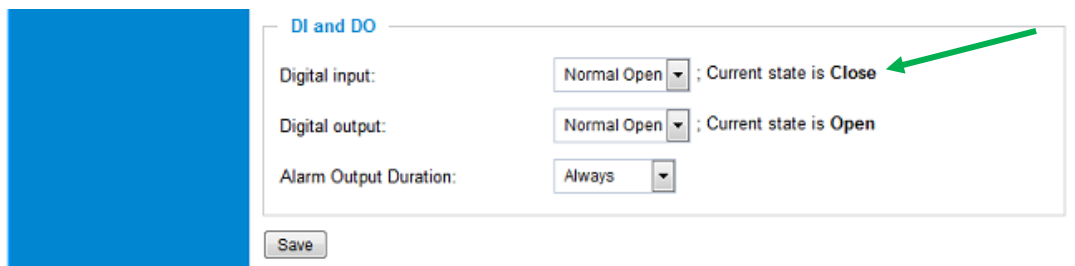 DI and DO
Digital input: Normal Open ; Current state is Close
Digital output: Normal Open ; Current state is Open
Alarm Output Duration: Always
Save